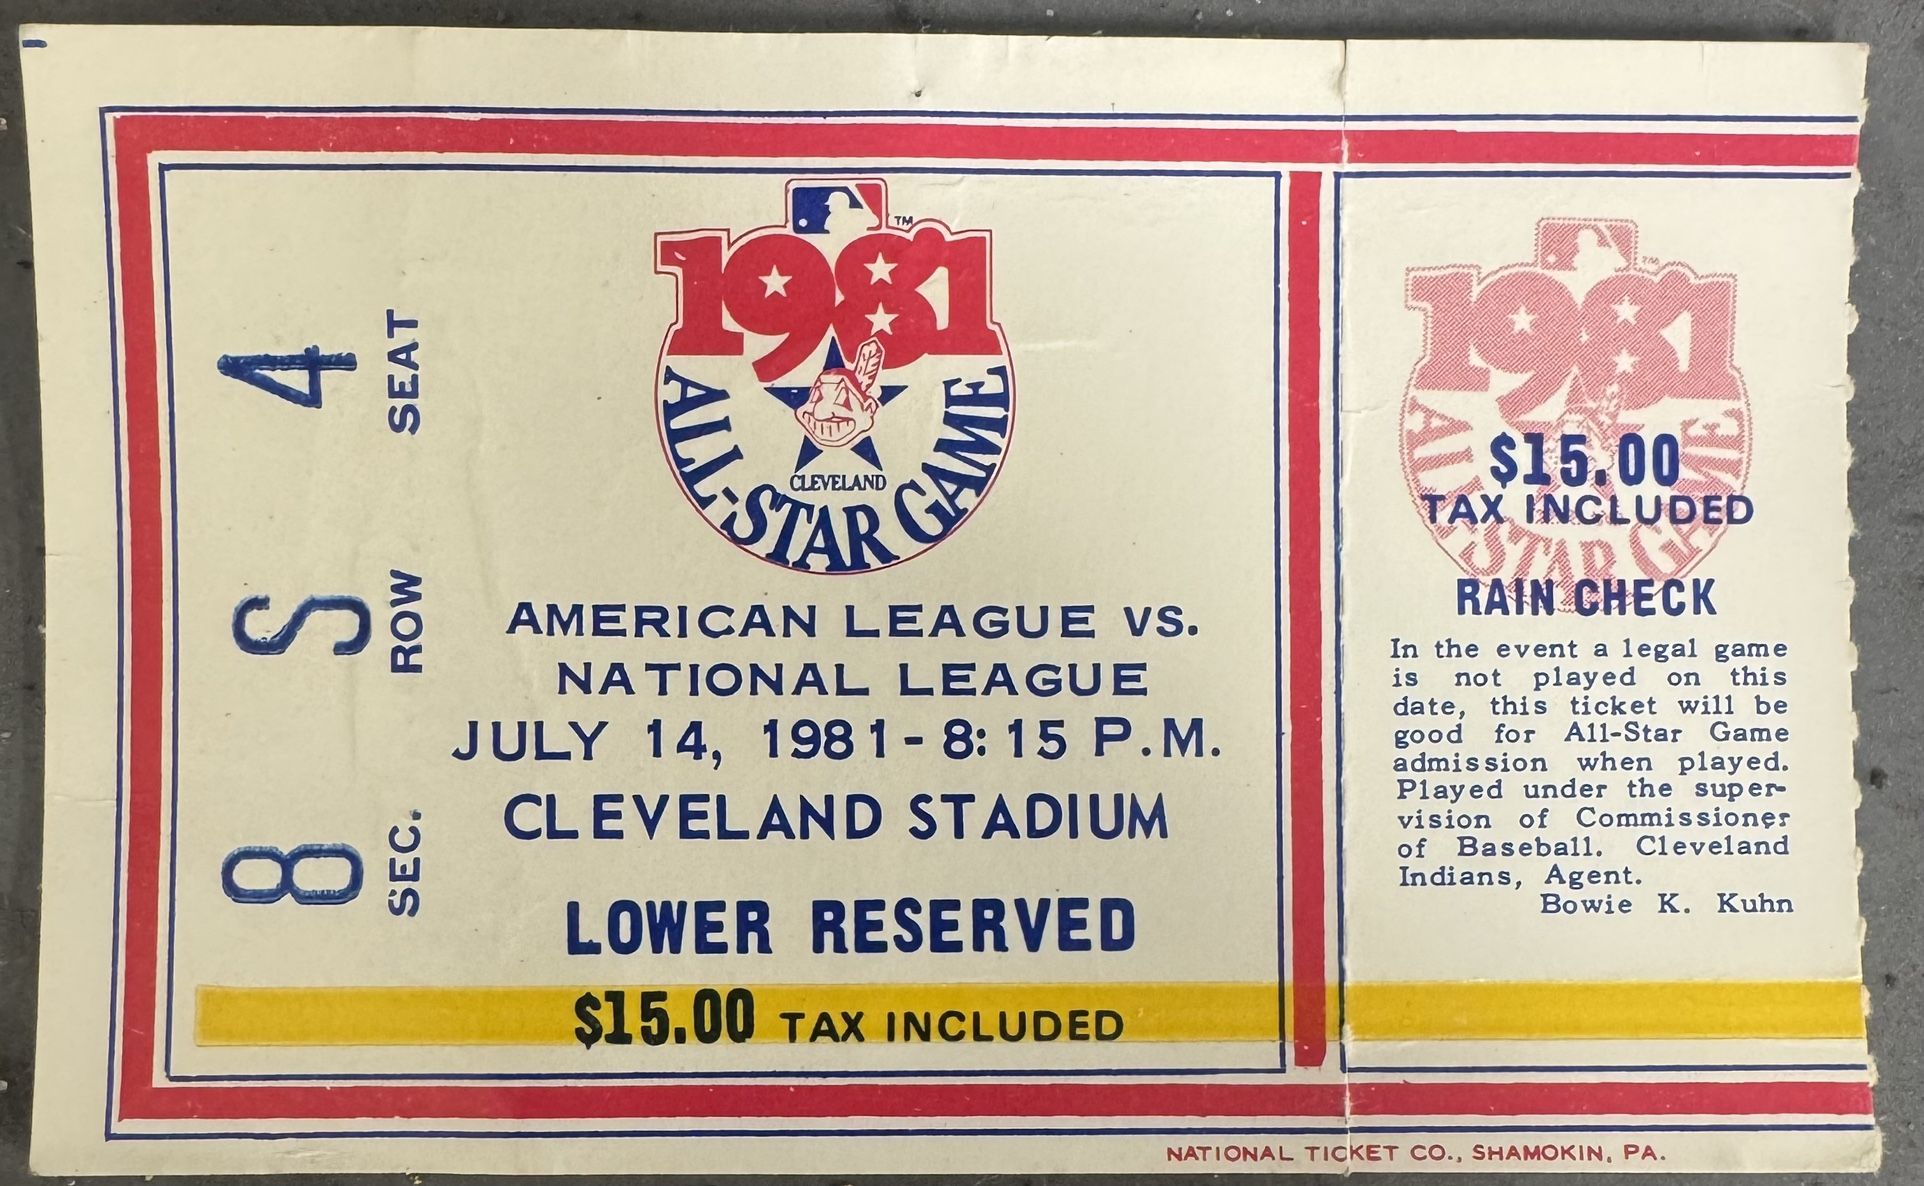 SEC. 8
ROW S
SEAT 4
TM
1981
ALL-STAR GAME
CLEVELAND
AMERICAN LEAGUE VS.
NATIONAL LEAGUE
JULY 14, 1981-8:15 P.M.
CLEVELAND STADIUM
LOWER RESERVED
$15.00 TAX INCLUDED
TM
1981
ALL-STAR GAME
$15.00
TAX INCLUDED
RAIN CHECK
In the event a legal game
is not played on this
date, this ticket will be
good for All-Star Game
admission when played.
Played under the super-
vision of Commissioner
of Baseball. Cleveland
Indians, Agent.
Bowie K. Kuhn
NATIONAL TICKET CO., SHAMOKIN, PA.